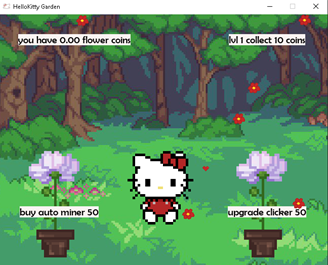 HelloKitty Garden
you have 0.00 flower coins
lvl 1 collect 10 coins
buy auto miner 50
upgrade clicker 50